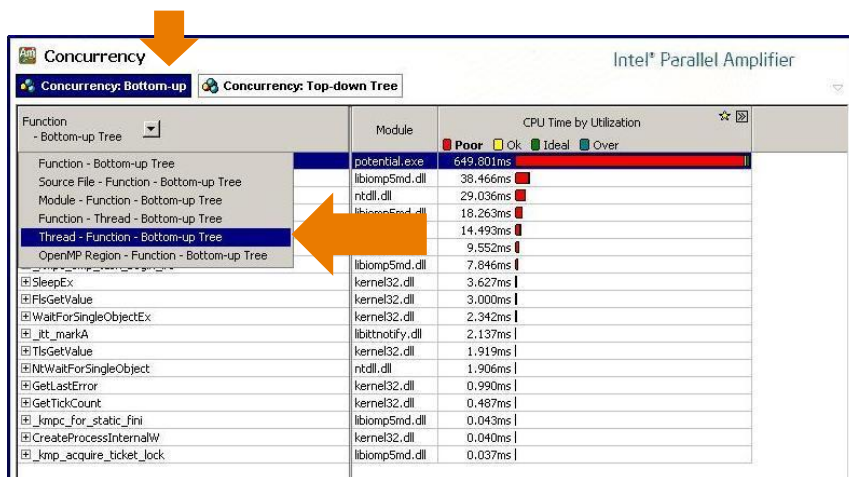 Concurrency
Intel® Parallel Amplifier
Concurrency: Bottom-up Concurrency: Top-down Tree
Function
- Bottom-up Tree
Module
CPU Time by Utilization
Poor Ok Ideal Over
Function - Bottom-up Tree
Source File - Function - Bottom-up Tree
Module - Function - Bottom-up Tree
Function - Thread - Bottom-up Tree
Thread - Function - Bottom-up Tree
OpenMP Region - Function - Bottom-up Tree
potential.exe 649.801ms
libiomp5md.dll 38.466ms
ntdll.dll 29.036ms
libiomp5md.dll 18.263ms
14.493ms
9.552ms
libiomp5md.dll 7.846ms
SleepEx kernel32.dll 3.627ms
FlsGetValue kernel32.dll 3.000ms
WaitForSingleObjectEx kernel32.dll 2.342ms
_itt_markA libittnotify.dll 2.137ms
TlsGetValue kernel32.dll 1.919ms
NtWaitForSingleObject ntdll.dll 1.906ms
GetLastError kernel32.dll 0.990ms
GetTickCount kernel32.dll 0.487ms
_kmpc_for_static_fini libiomp5md.dll 0.043ms
CreateProcessInternalW kernel32.dll 0.040ms
_kmp_acquire_ticket_lock libiomp5md.dll 0.037ms